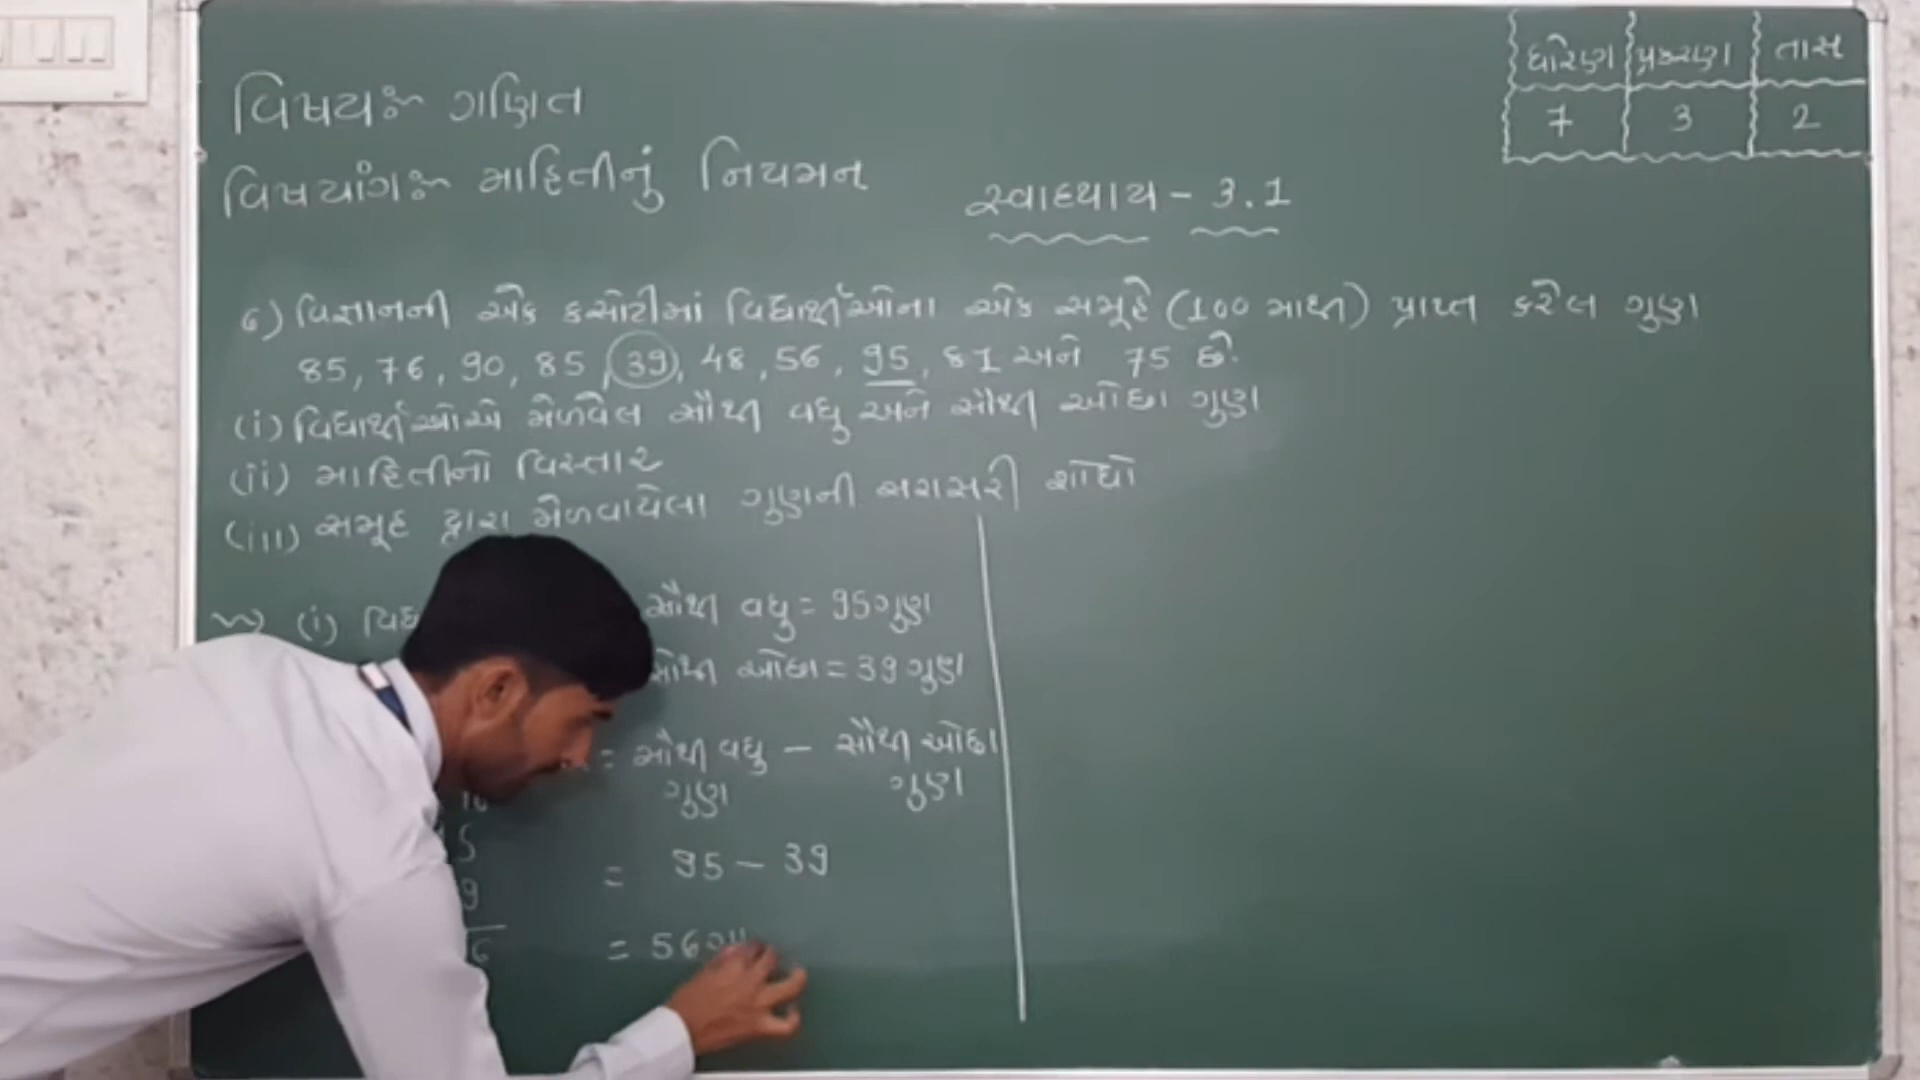 ધોરણ પ્રકરણ તાસ
7 3 2
વિષયઃ- ગણિત
વિષયાંગઃ- માહિતીનું નિયમન
સ્વાધ્યાય - 3.1
૬) વિજ્ઞાનની એક કસોટીમાં વિદ્યાર્થીઓના એક સમૂહે (100 માંથી) પ્રાપ્ત કરેલ ગુણ
85, 76, 90, 85, 39, 48, 56, 95, 81 અને 75 છે.
(i) વિદ્યાર્થીઓએ મેળવેલ સૌથી વધુ અને સૌથી ઓછા ગુણ
(ii) માહિતીનો વિસ્તાર
(iii) સમૂહ દ્વારા મેળવાયેલા ગુણની સરાસરી શોધો
(i) સૌથી વધુ = 95 ગુણ
સૌથી ઓછા = 39 ગુણ
= સૌથી વધુ - સૌથી ઓછા
ગુણ ગુણ
= 95 - 39
= 56